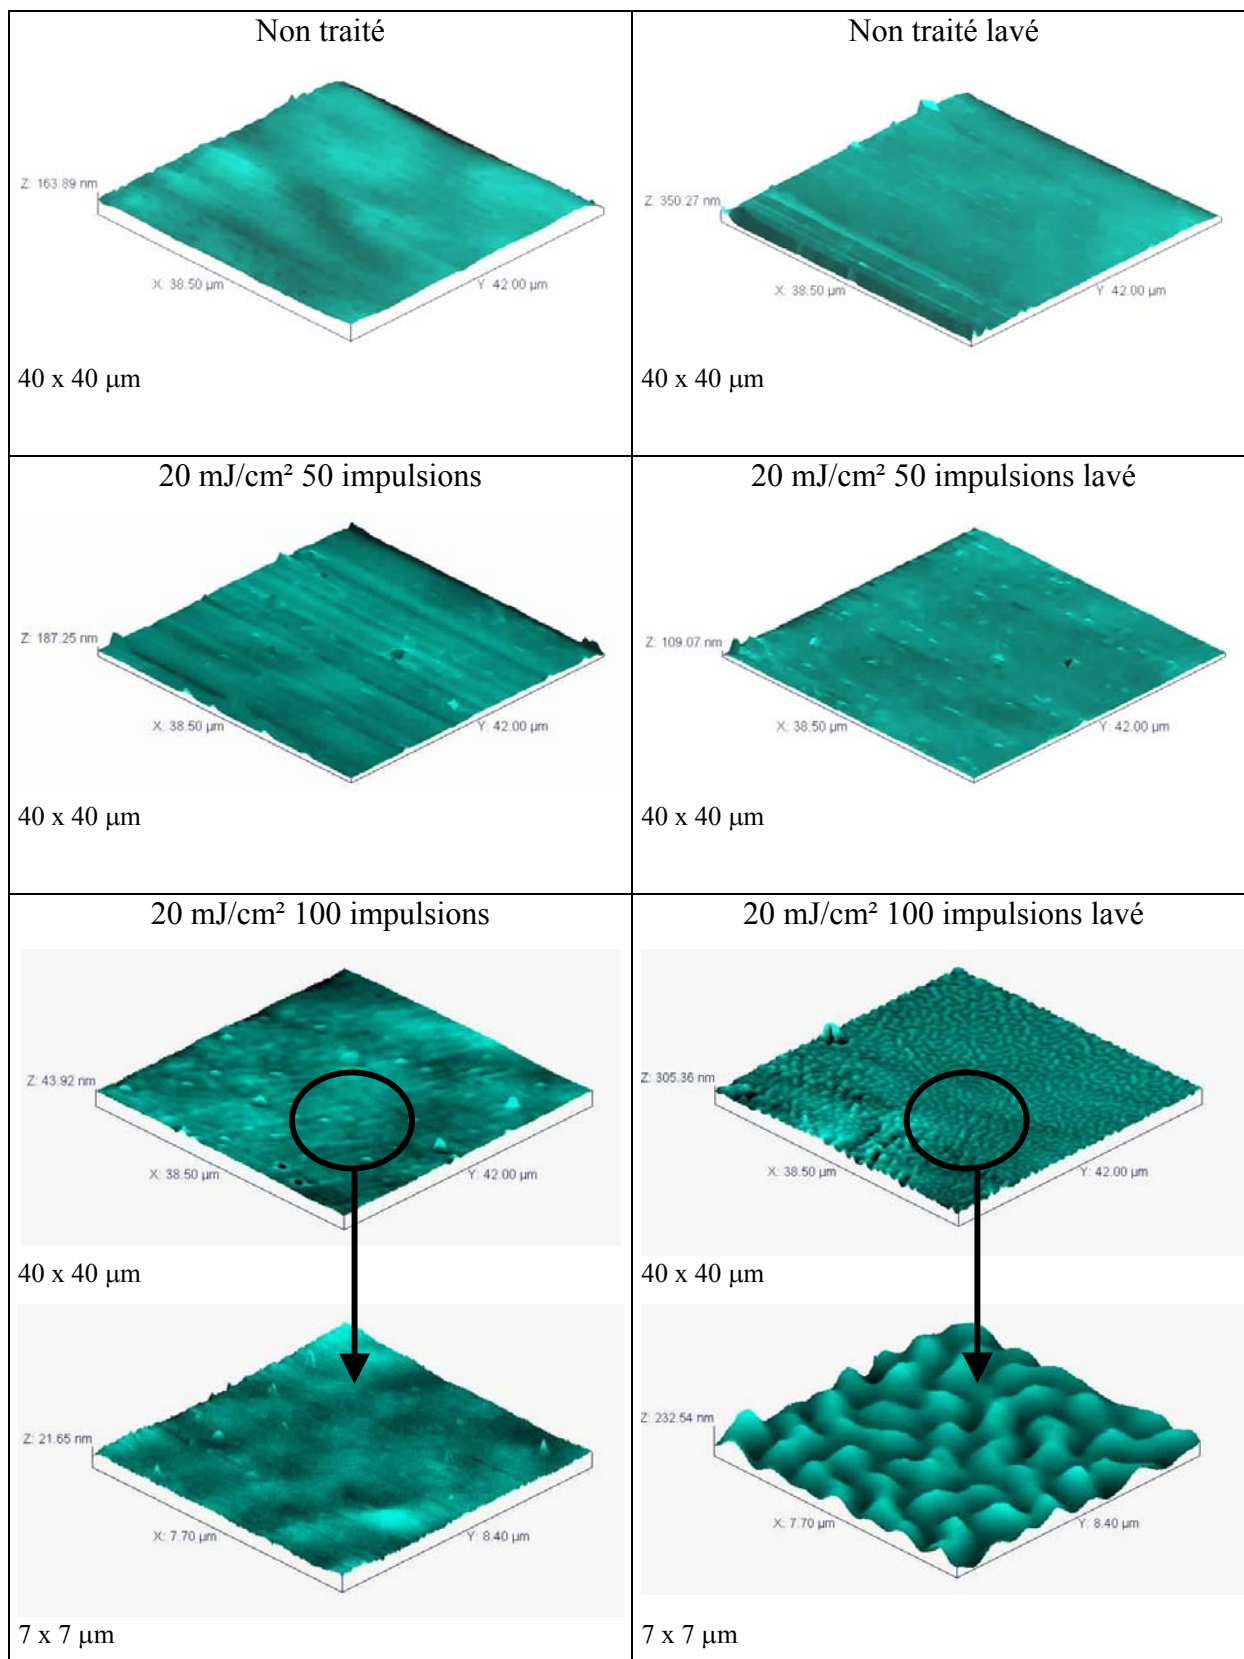 Non traité
Z: 163.89 nm
X: 38.50 µm
Y: 42.00 µm
40 x 40 µm
Non traité lavé
Z: 350.27 nm
X: 38.50 µm
Y: 42.00 µm
40 x 40 µm
20 mJ/cm² 50 impulsions
Z: 187.25 nm
X: 38.50 µm
Y: 42.00 µm
40 x 40 µm
20 mJ/cm² 50 impulsions lavé
Z: 109.07 nm
X: 38.50 µm
Y: 42.00 µm
40 x 40 µm
20 mJ/cm² 100 impulsions
Z: 43.92 nm
X: 38.50 µm
Y: 42.00 µm
40 x 40 µm
Z: 21.65 nm
X: 7.70 µm
Y: 8.40 µm
7 x 7 µm
20 mJ/cm² 100 impulsions lavé
Z: 305.36 nm
X: 38.50 µm
Y: 42.00 µm
40 x 40 µm
Z: 232.54 nm
X: 7.70 µm
Y: 8.40 µm
7 x 7 µm